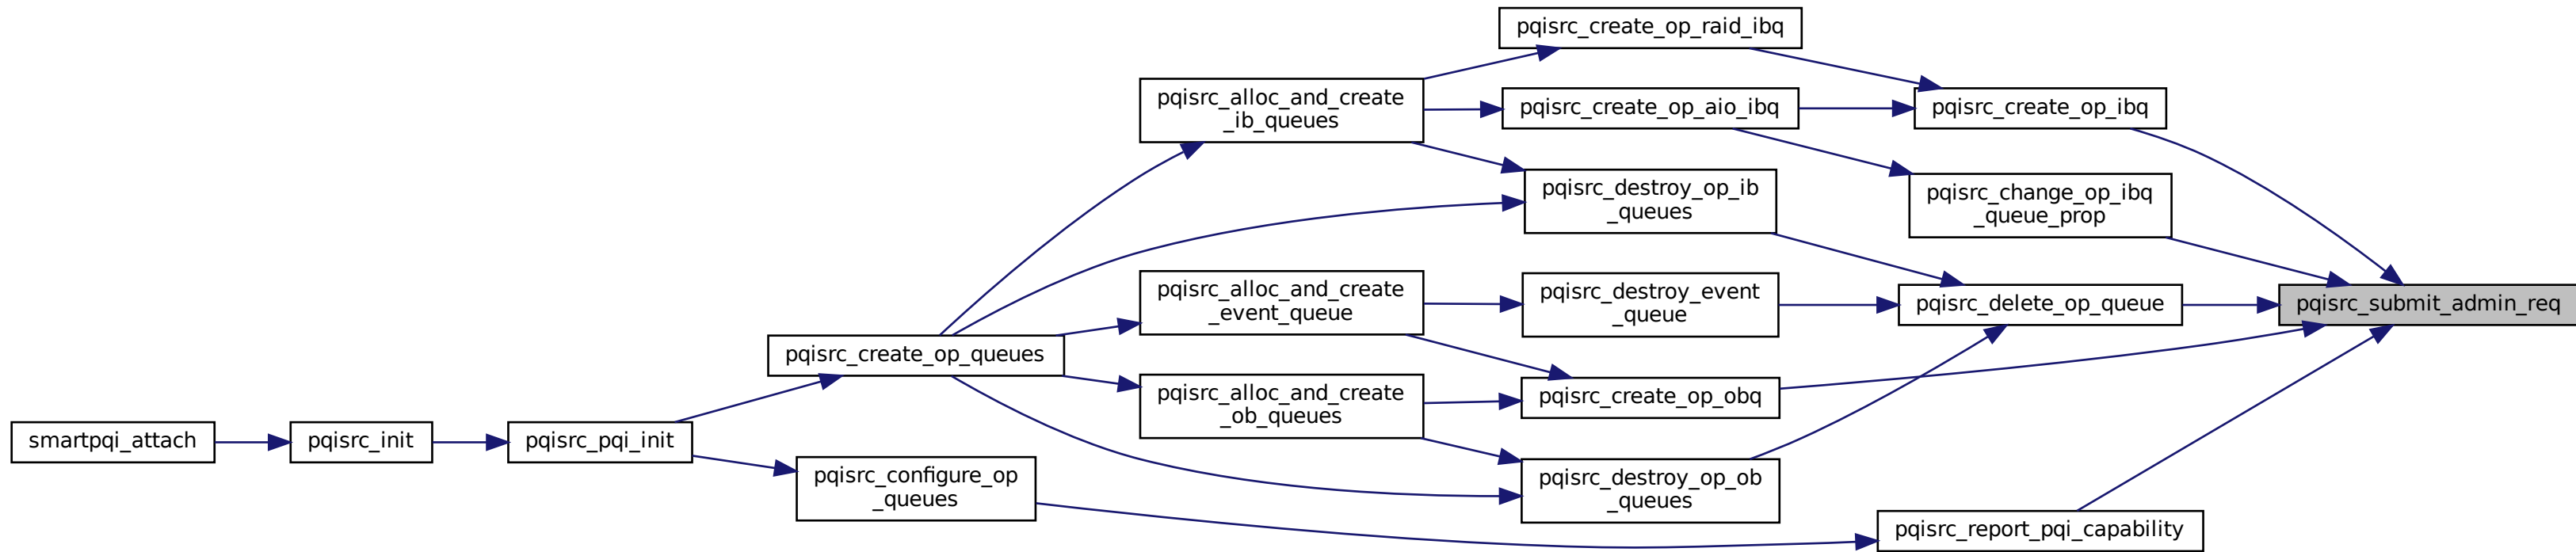 pqisrc_create_op_raid_ibq
pqisrc_alloc_and_create
_ib_queues
pqisrc_create_op_aio_ibq
pqisrc_create_op_ibq
pqisrc_destroy_op_ib
_queues
pqisrc_change_op_ibq
_queue_prop
pqisrc_alloc_and_create
_event_queue
pqisrc_destroy_event
_queue
pqisrc_delete_op_queue
pqisrc_submit_admin_req
pqisrc_create_op_queues
pqisrc_alloc_and_create
_ob_queues
pqisrc_create_op_obq
smartpqi_attach
pqisrc_init
pqisrc_pqi_init
pqisrc_configure_op
_queues
pqisrc_destroy_op_ob
_queues
pqisrc_report_pqi_capability